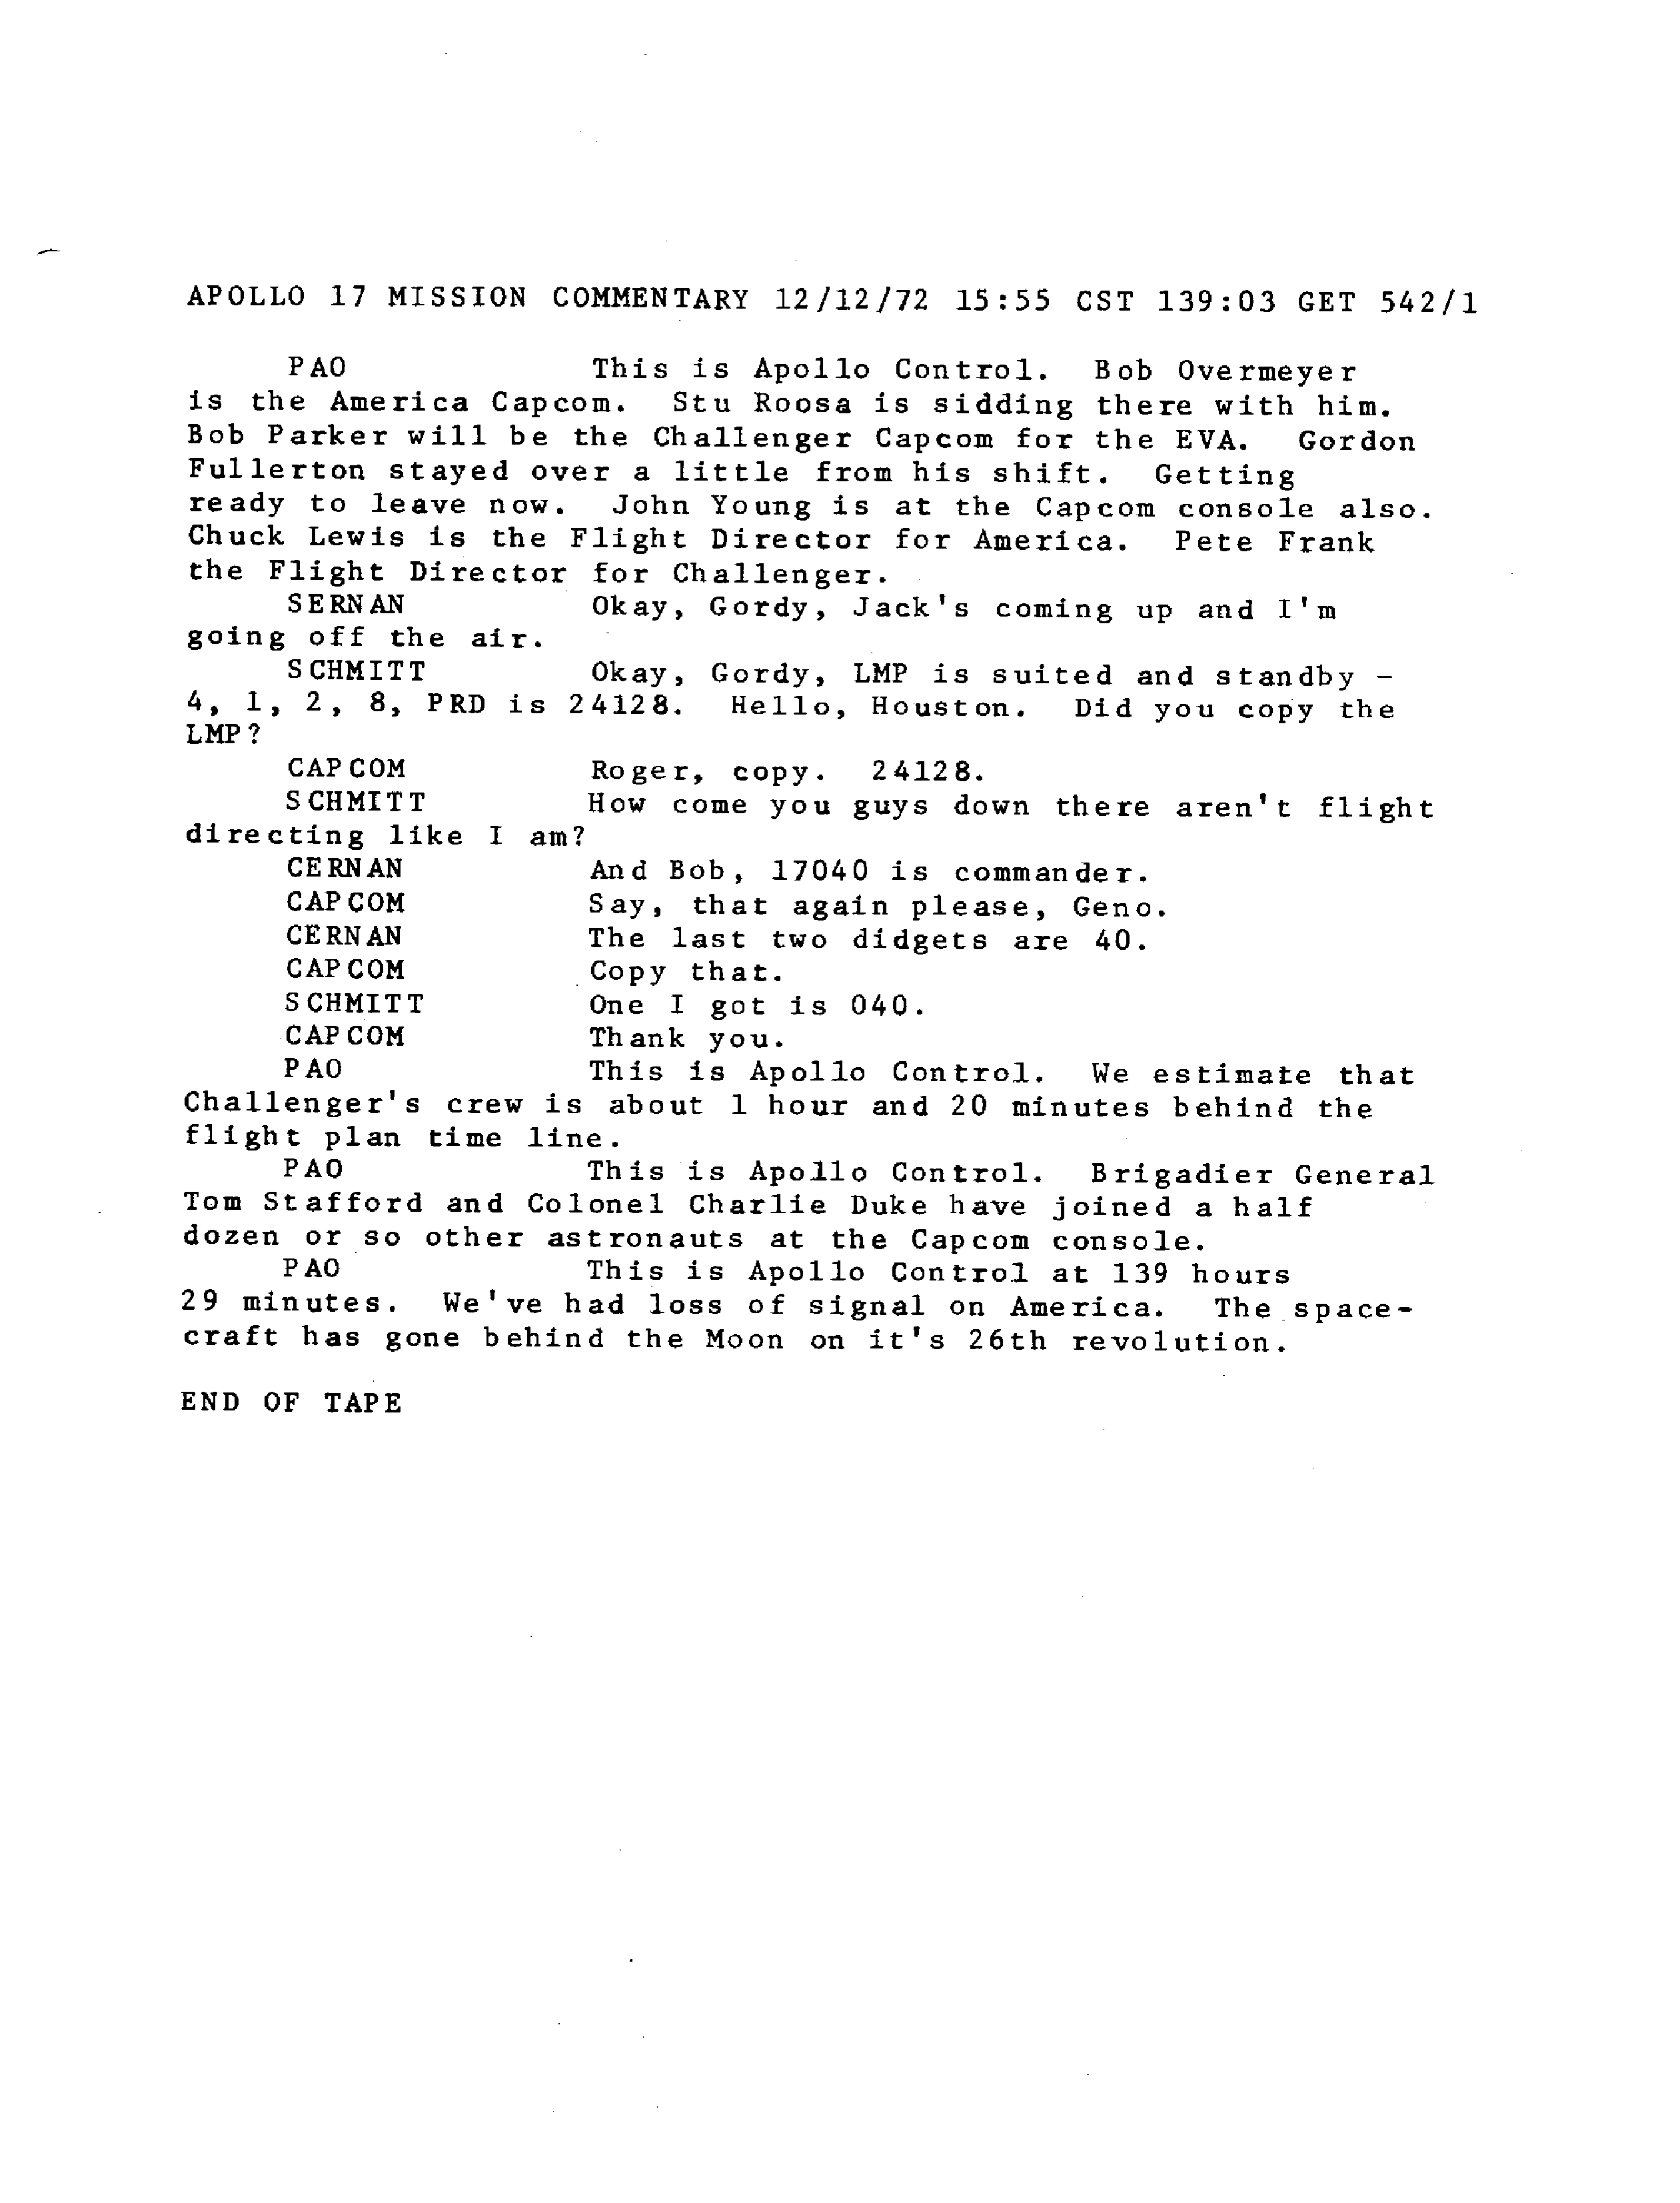 APOLLO 17 MISSION COMMENTARY 12/12/72 15:55 CST 139:03 GET 542/1
PAO This is Apollo Control. Bob Overmeyer
is the America Capcom. Stu Roosa is sidding there with him.
Bob Parker will be the Challenger Capcom for the EVA. Gordon
Fullerton stayed over a little from his shift. Getting
ready to leave now. John Young is at the Capcom console also.
Chuck Lewis is the Flight Director for America. Pete Frank
the Flight Director for Challenger.
SERNAN Okay, Gordy, Jack's coming up and I'm
going off the air.
SCHMITT Okay, Gordy, LMP is suited and standby -
4, 1, 2, 8, PRD is 24128. Hello, Houston. Did you copy the
LMP?
CAPCOM Roger, copy. 24128.
SCHMITT How come you guys down there aren't flight
directing like I am?
CERNAN And Bob, 17040 is commander.
CAPCOM Say, that again please, Geno.
CERNAN The last two didgets are 40.
CAPCOM Copy that.
SCHMITT One I got is 040.
CAPCOM Thank you.
PAO This is Apollo Control. We estimate that
Challenger's crew is about 1 hour and 20 minutes behind the
flight plan time line.
PAO This is Apollo Control. Brigadier General
Tom Stafford and Colonel Charlie Duke have joined a half
dozen or so other astronauts at the Capcom console.
PAO This is Apollo Control at 139 hours
29 minutes. We've had loss of signal on America. The space-
craft has gone behind the Moon on it's 26th revolution.
END OF TAPE